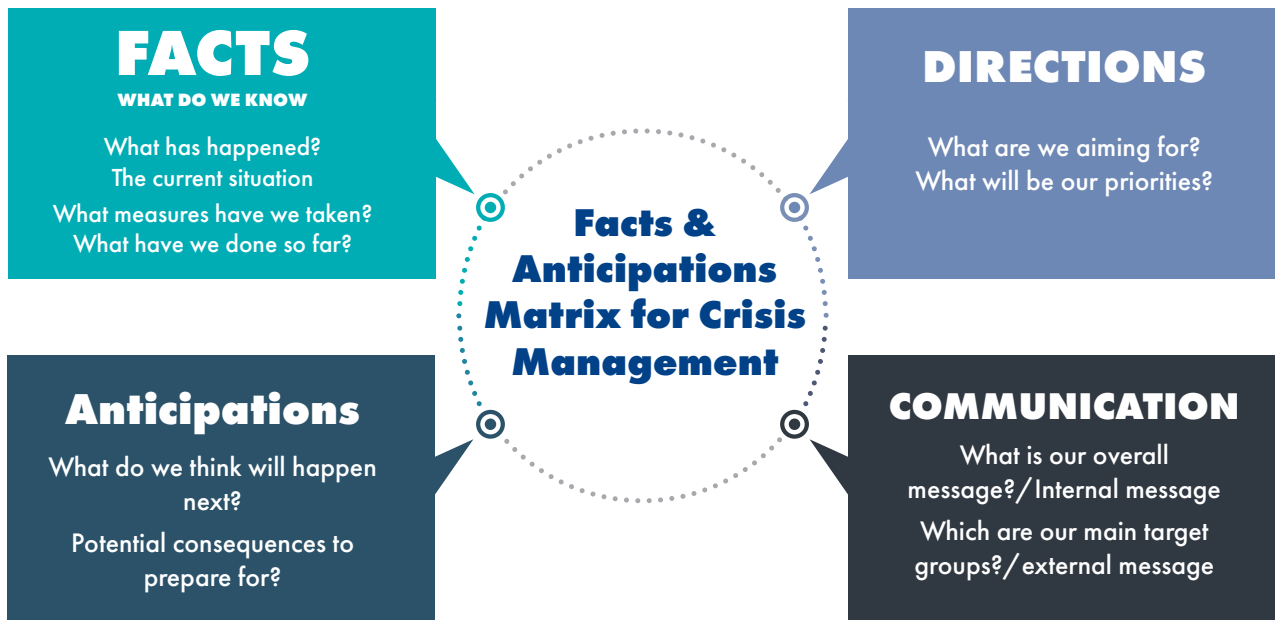 FACTS
WHAT DO WE KNOW
What has happened?
The current situation
What measures have we taken?
What have we done so far?
DIRECTIONS
What are we aiming for?
What will be our priorities?
Facts &
Anticipations
Matrix for Crisis
Management
Anticipations
What do we think will happen
next?
Potential consequences to
prepare for?
COMMUNICATION
What is our overall
message?/Internal message
Which are our main target
groups?/external message